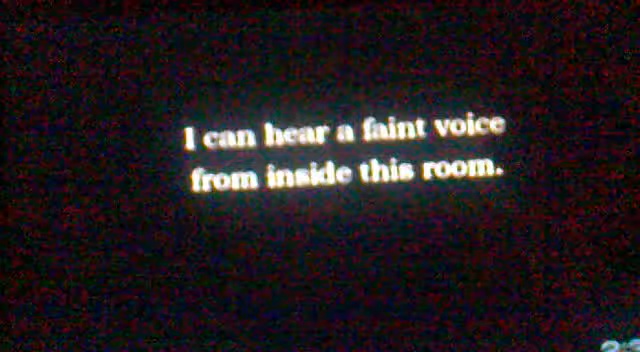 I can hear a faint voice
from inside this room.